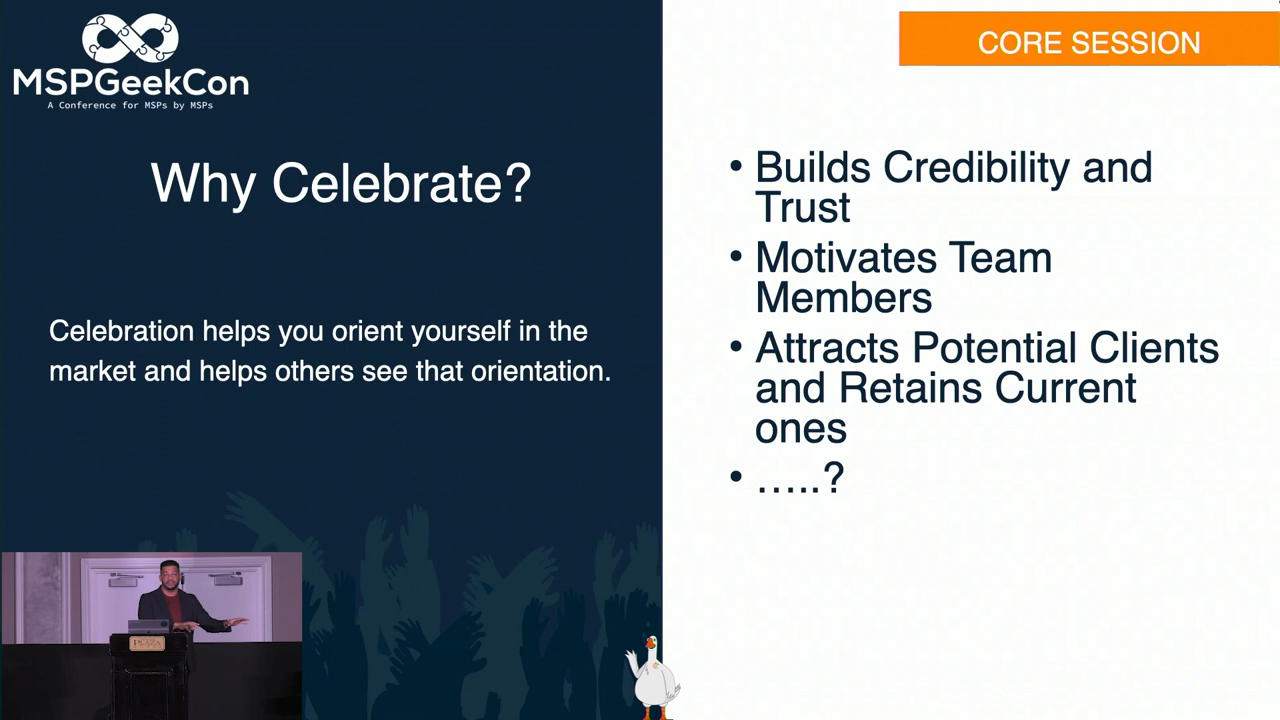 MSPGeekCon
A Conference for MSPs by MSPs
CORE SESSION
Why Celebrate?
Celebration helps you orient yourself in the
market and helps others see that orientation.
• Builds Credibility and
Trust
• Motivates Team
Members
• Attracts Potential Clients
and Retains Current
ones
• …..?
PLAZA